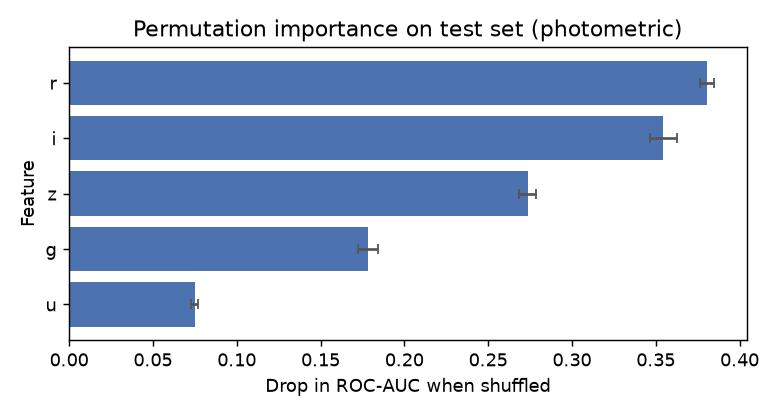 Permutation importance on test set (photometric)
Feature
r
i
z
g
u
0.00 0.05 0.10 0.15 0.20 0.25 0.30 0.35 0.40
Drop in ROC-AUC when shuffled